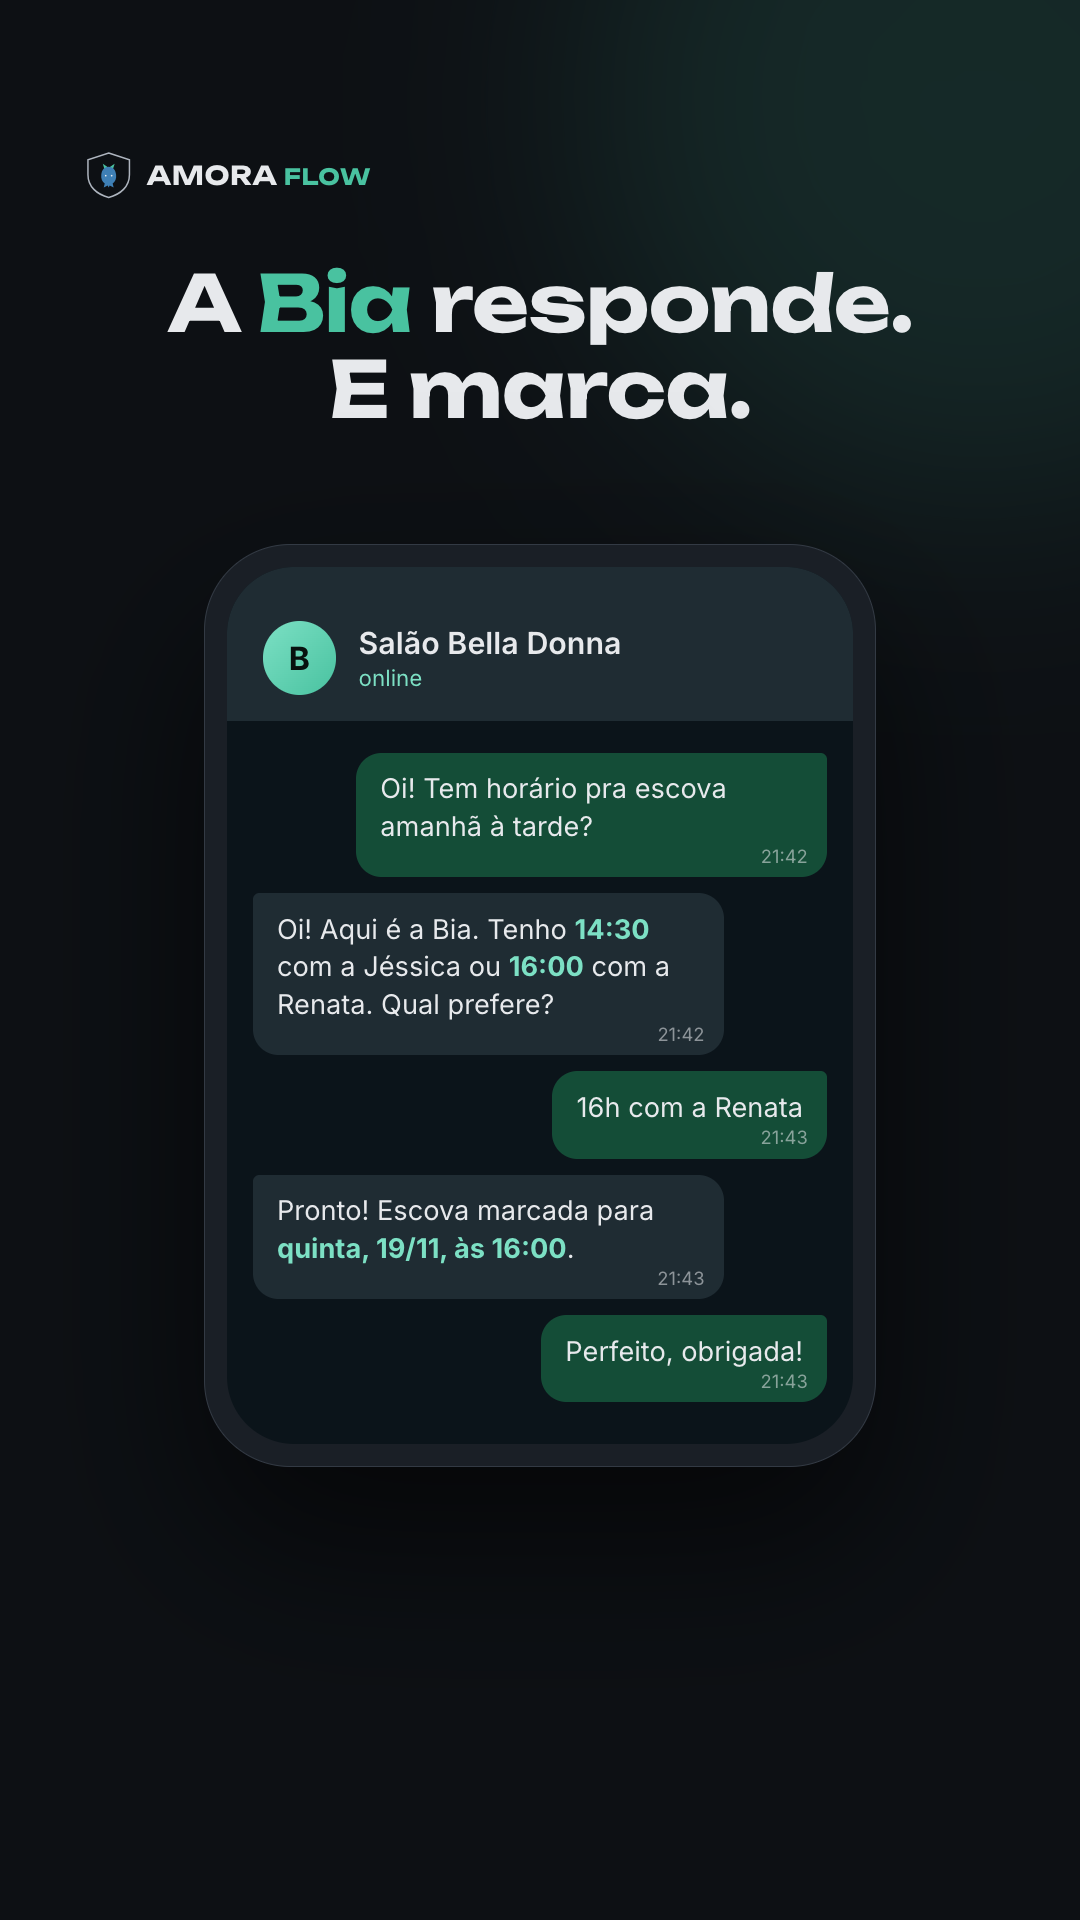 AMORA FLOW
A Bia responde.
E marca.
B
Salão Bella Donna
online
Oi! Tem horário pra escova
amanhã à tarde?
21:42
Oi! Aqui é a Bia. Tenho 14:30
com a Jéssica ou 16:00 com a
Renata. Qual prefere?
21:42
16h com a Renata
21:43
Pronto! Escova marcada para
quinta, 19/11, às 16:00.
21:43
Perfeito, obrigada!
21:43